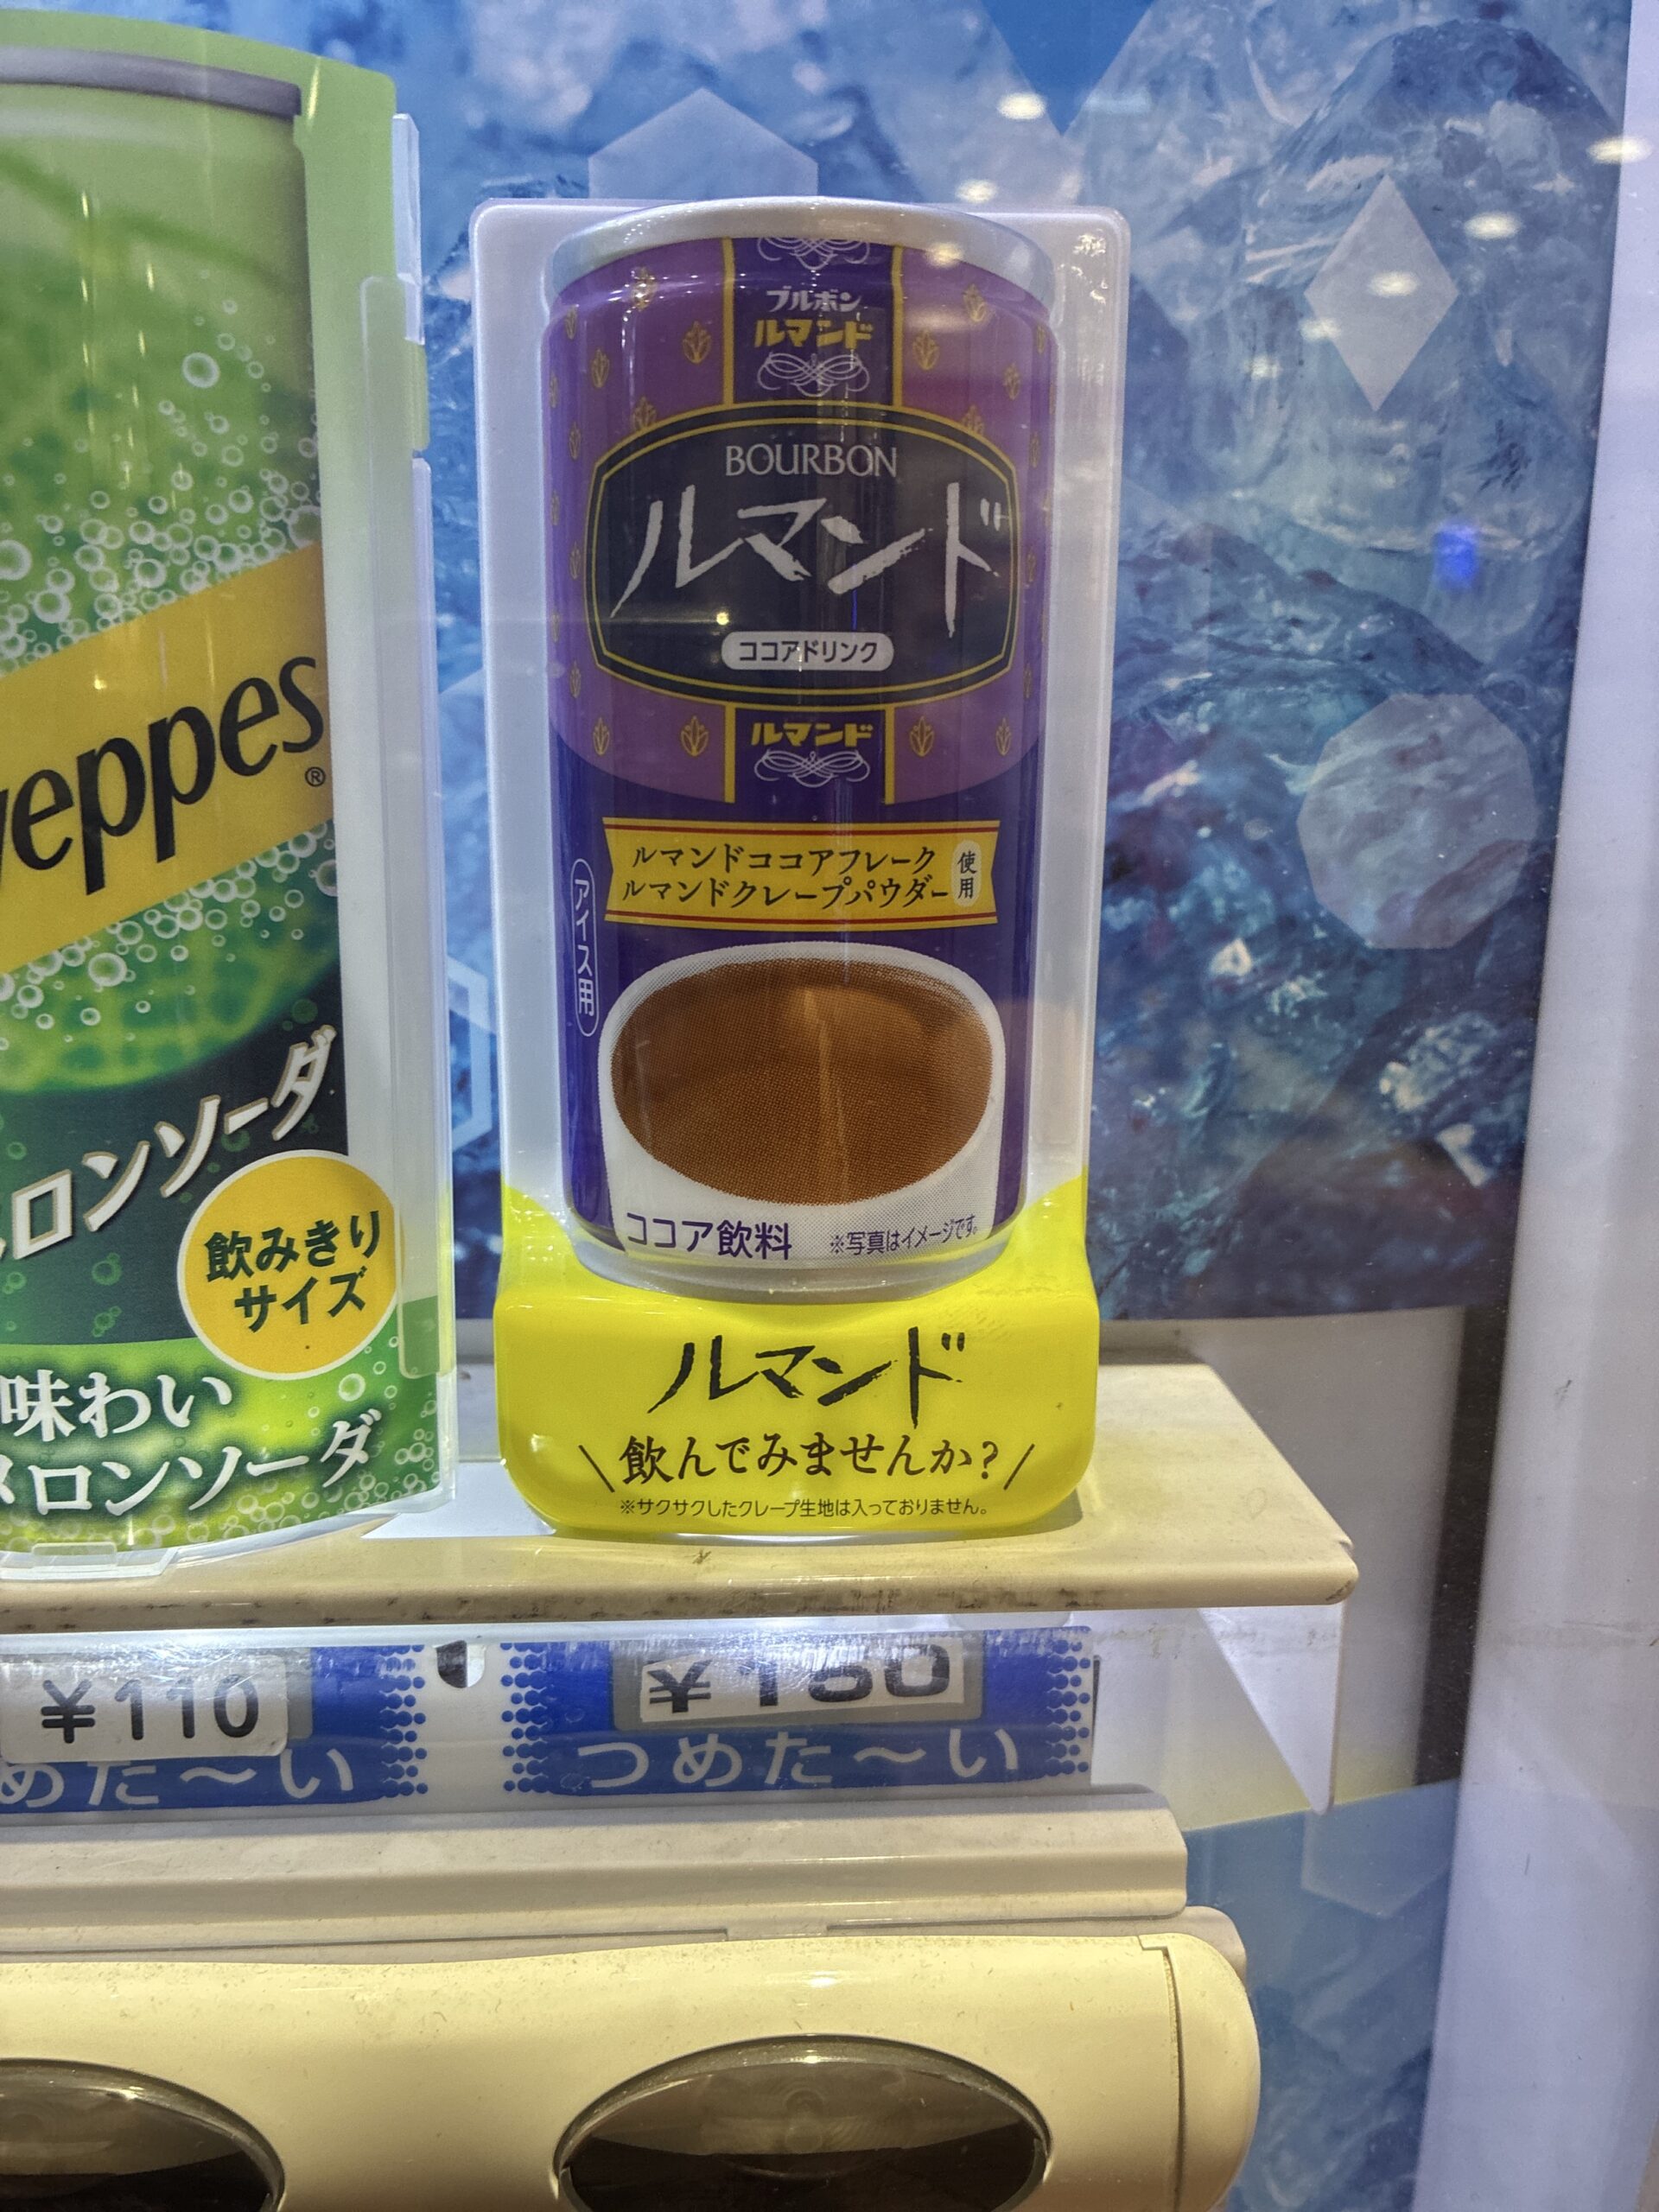 eppes®
ロンソーダ
飲みきり
サイズ
味わい
メロンソーダ
ブルボン
ルマンド
BOURBON
ルマンド
ココアドリンク
ルマンド
ルマンドココアフレーク
ルマンドクレープパウダー
使用
アイス用
ココア飲料
※写真はイメージです。
ルマンド
\飲んでみませんか?/
※サクサクしたクレープ生地は入っておりません。
¥110
めた〜い
つめた〜い